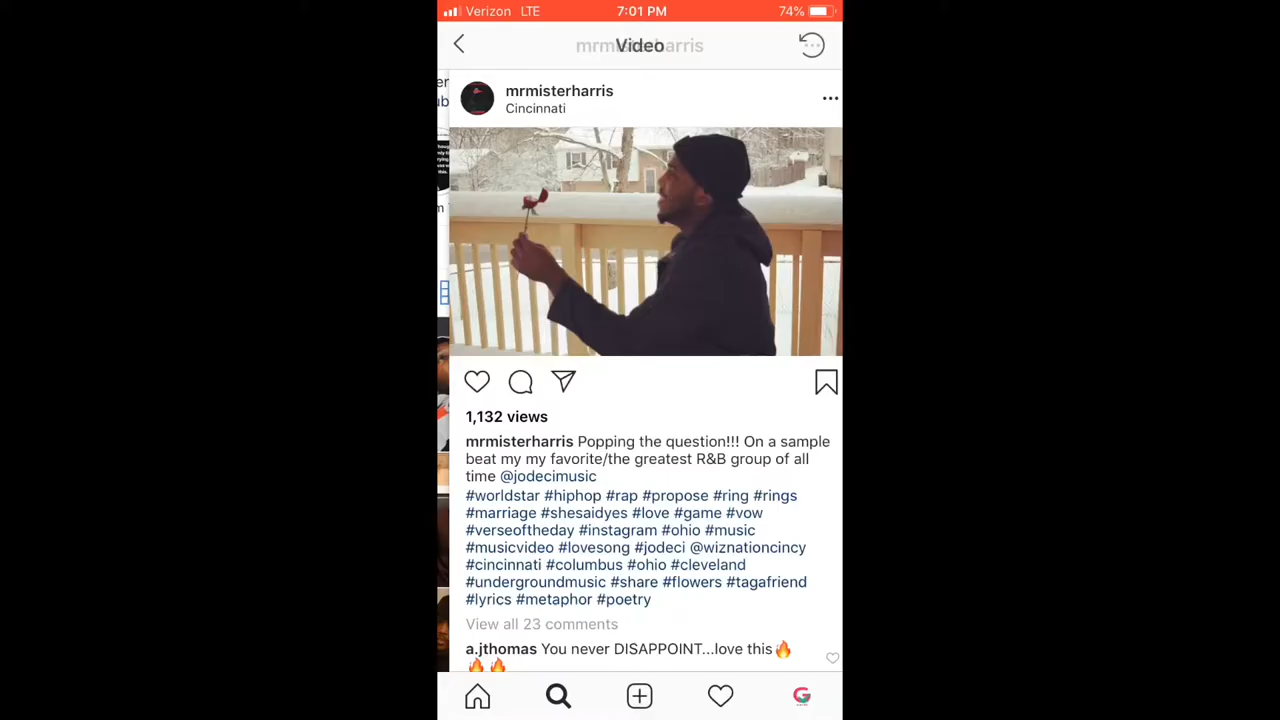 Verizon LTE 7:01 PM 74%
Video
mrmisterharris
Cincinnati
1,132 views
mrmisterharris Popping the question!!! On a sample
beat my my favorite/the greatest R&B group of all
time @jodecimusic
#worldstar #hiphop #rap #propose #ring #rings
#marriage #shesaidyes #love #game #vow
#verseoftheday #instagram #ohio #music
#musicvideo #lovesong #jodeci @wiznationcincy
#cincinnati #columbus #ohio #cleveland
#undergroundmusic #share #flowers #tagafriend
#lyrics #metaphor #poetry
View all 23 comments
a.jthomas You never DISAPPOINT...love this🔥
🔥🔥